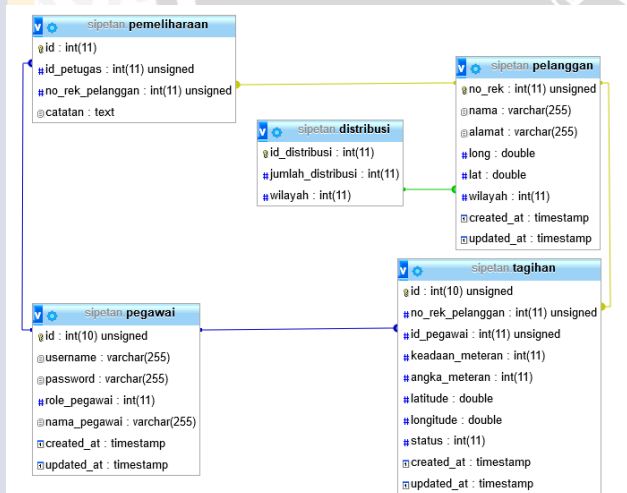 v sipetan pemeliharaan
id : int(11)
#id_petugas : int(11) unsigned
#no_rek_pelanggan : int(11) unsigned
catatan : text
v sipetan pelanggan
no_rek : int(11) unsigned
nama : varchar(255)
alamat : varchar(255)
#long : double
#lat : double
#wilayah : int(11)
created_at : timestamp
updated_at : timestamp
v sipetan distribusi
id_distribusi : int(11)
#jumlah_distribusi : int(11)
#wilayah : int(11)
v sipetan tagihan
id : int(10) unsigned
#no_rek_pelanggan : int(11) unsigned
#id_pegawai : int(11) unsigned
#keadaan_meteran : int(11)
#angka_meteran : int(11)
#latitude : double
#longitude : double
#status : int(11)
created_at : timestamp
updated_at : timestamp
v sipetan pegawai
id : int(10) unsigned
username : varchar(255)
password : varchar(255)
#role_pegawai : int(11)
nama_pegawai : varchar(255)
created_at : timestamp
updated_at : timestamp